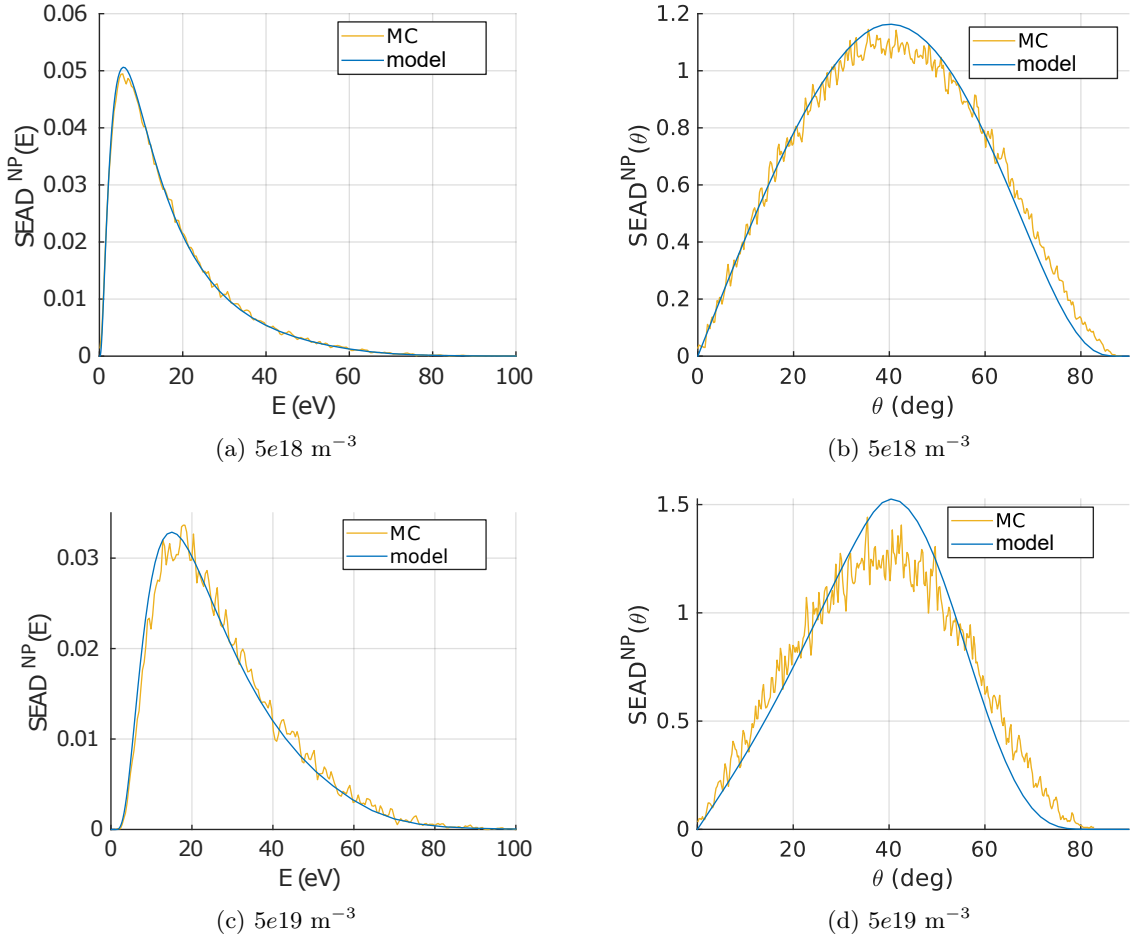 0.06
0.05
0.04
0.03
0.02
0.01
0
SEAD NP(E)
MC
model
0 20 40 60 80 100
E (eV)
(a) 5e18 m−3
1.2
1
0.8
0.6
0.4
0.2
0
SEADNP(θ)
MC
model
0 20 40 60 80
θ (deg)
(b) 5e18 m−3
0.03
0.02
0.01
0
SEAD NP(E)
MC
model
0 20 40 60 80 100
E (eV)
(c) 5e19 m−3
1.5
1
0.5
0
SEADNP(θ)
MC
model
0 20 40 60 80
θ (deg)
(d) 5e19 m−3